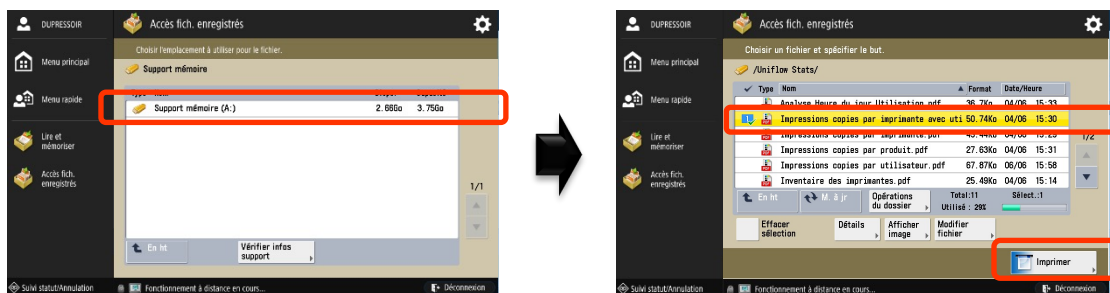 DUPRESSOIR
Accès fich. enregistrés
Choisir l'emplacement à utiliser pour le fichier.
Menu principal
Support mémoire
Menu rapide
Support mémoire (A:) 2.66Go 3.75Go
Lire et
mémoriser
Accès fich.
enregistrés
1/1
En ht
Vérifier infos
support
Suivi statut/Annulation
Fonctionnement à distance en cours...
Déconnexion
DUPRESSOIR
Accès fich. enregistrés
Choisir un fichier et spécifier le but.
Menu principal
/Uniflow Stats/
Type Nom Format Date/Heure
Menu rapide
Analyse Heure du jour Utilisation.pdf 36.7Ko 04/06 15:33
1 Impressions copies par imprimante avec uti 50.74Ko 04/06 15:30
Impressions copies par imprimante.pdf 04/06
1/2
Lire et
mémoriser
Impressions copies par produit.pdf 27.63Ko 04/06 15:31
Impressions copies par utilisateur.pdf 67.87Ko 06/06 15:58
Accès fich.
enregistrés
Inventaire des imprimantes.pdf 25.49Ko 04/06 15:14
En ht
M. à jr
Opérations
du dossier
Total:11 Sélect.:1
Utilisé : 29%
Effacer
sélection
Détails
Afficher
image
Modifier
fichier
Imprimer
Suivi statut/Annulation
Fonctionnement à distance en cours...
Déconnexion